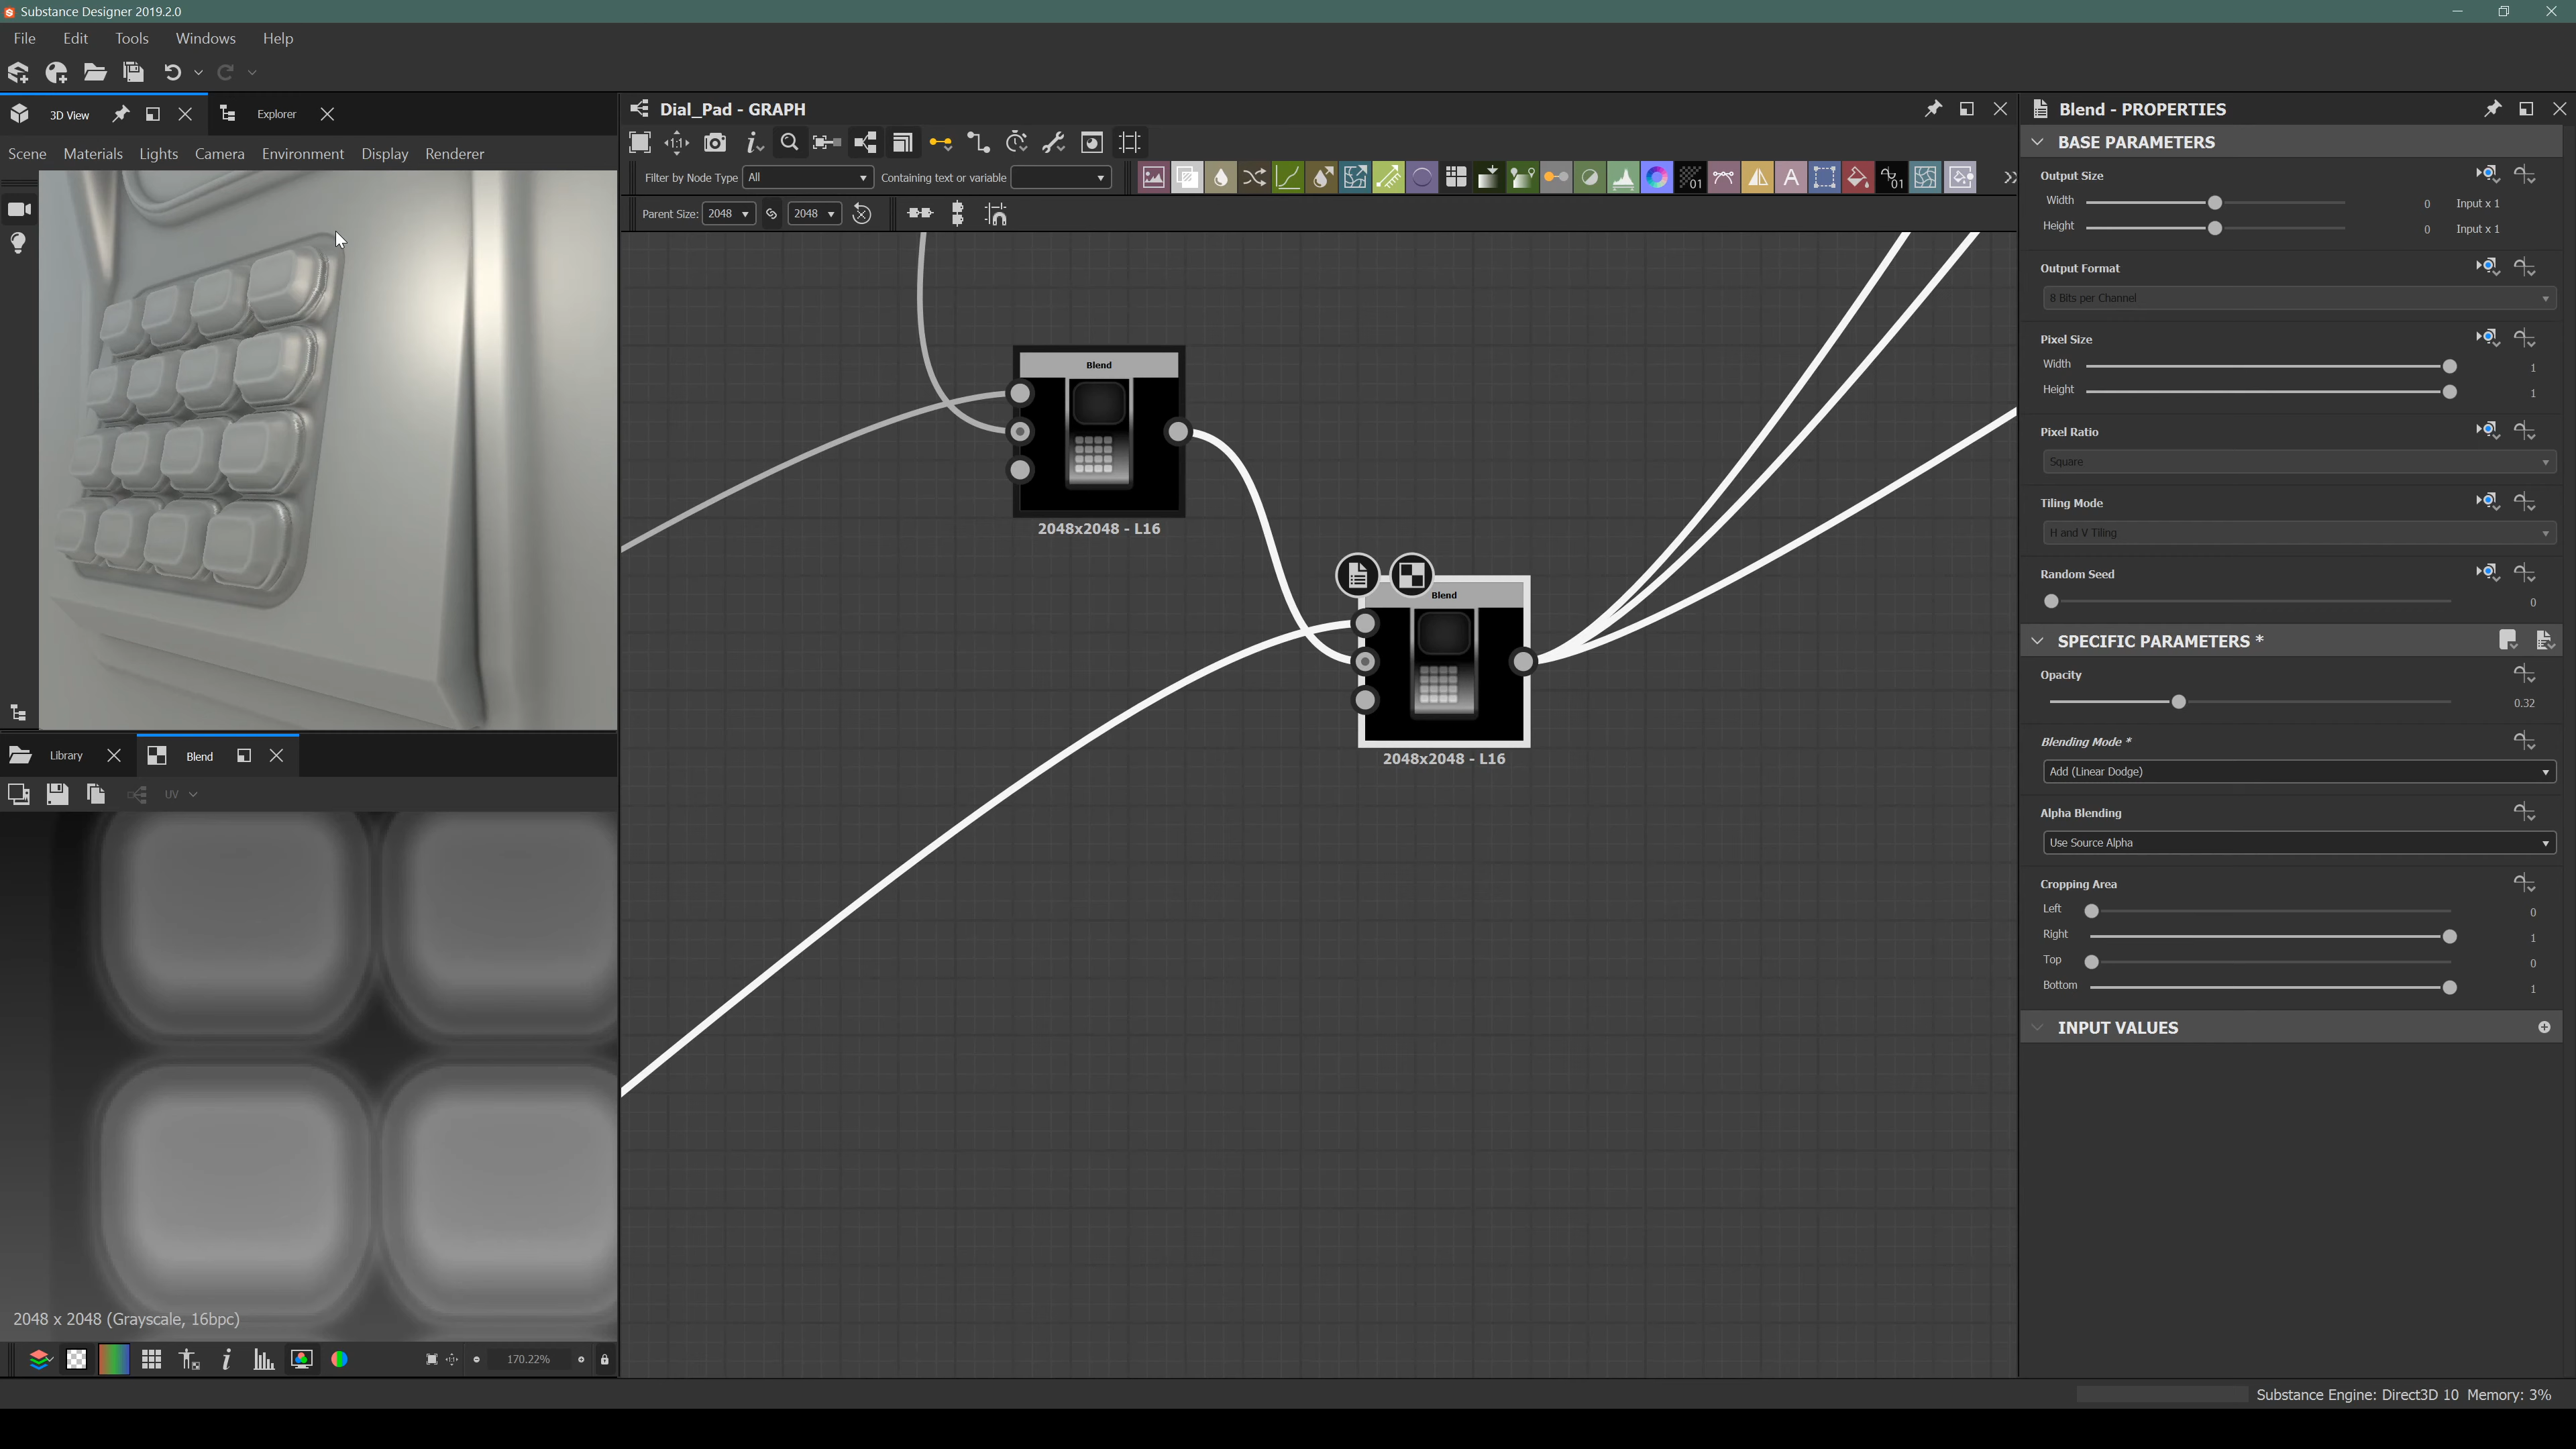 Substance Designer 2019.2.0
File Edit Tools Windows Help
3D View Explorer
Scene Materials Lights Camera Environment Display Renderer
Dial_Pad - GRAPH
1:1
Filter by Node Type All Containing text or variable
01 A 01
Parent Size: 2048 2048
Blend
2048x2048 - L16
Blend
2048x2048 - L16
Library Blend
UV
2048 x 2048 (Grayscale, 16bpc)
170.22%
Blend - PROPERTIES
BASE PARAMETERS
Output Size
Width 0 Input x 1
Height 0 Input x 1
Output Format
8 Bits per Channel
Pixel Size
Width 1
Height 1
Pixel Ratio
Square
Tiling Mode
H and V Tiling
Random Seed
0
SPECIFIC PARAMETERS *
Opacity
0.32
Blending Mode *
Add (Linear Dodge)
Alpha Blending
Use Source Alpha
Cropping Area
Left 0
Right 1
Top 0
Bottom 1
INPUT VALUES
Substance Engine: Direct3D 10 Memory: 3%